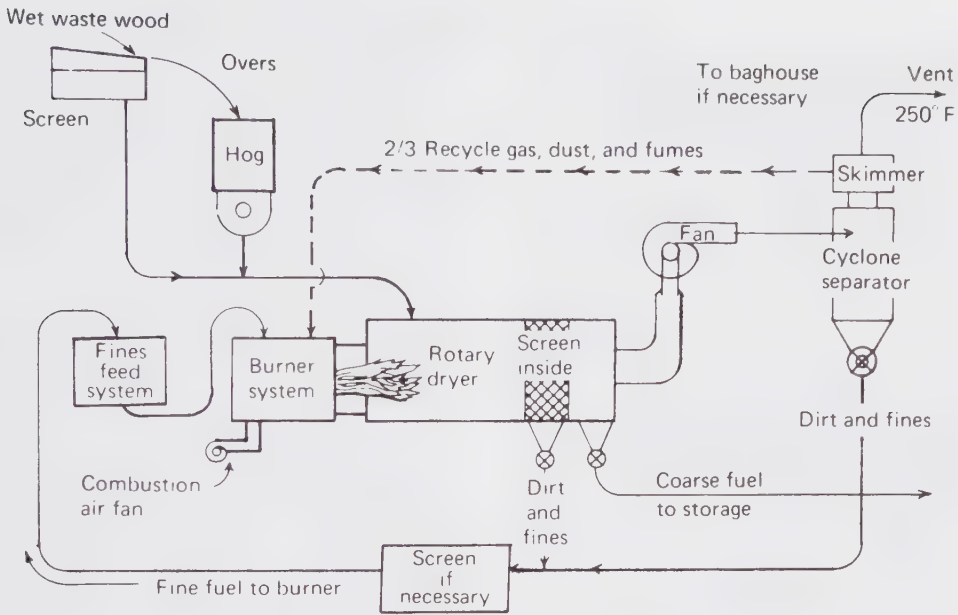 Wet waste wood
Overs
Screen
Hog
To baghouse
if necessary
Vent
250°F
2/3 Recycle gas, dust, and fumes
Skimmer
Fan
Cyclone
separator
Fines
feed
system
Burner
system
Rotary
dryer
Screen
inside
Combustion
air fan
Dirt
and
fines
Coarse fuel
to storage
Dirt and fines
Fine fuel to burner
Screen
if
necessary